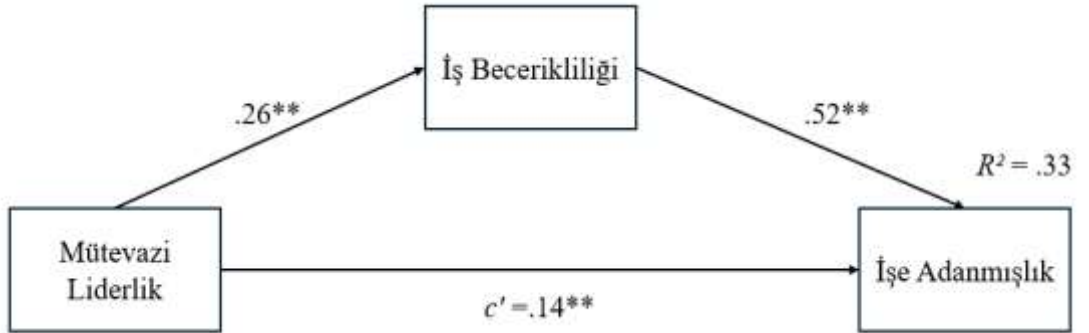 İş Becerikliliği
.26**
.52**
R² = .33
Mütevazi
Liderlik
İşe Adanmışlık
c' =.14**